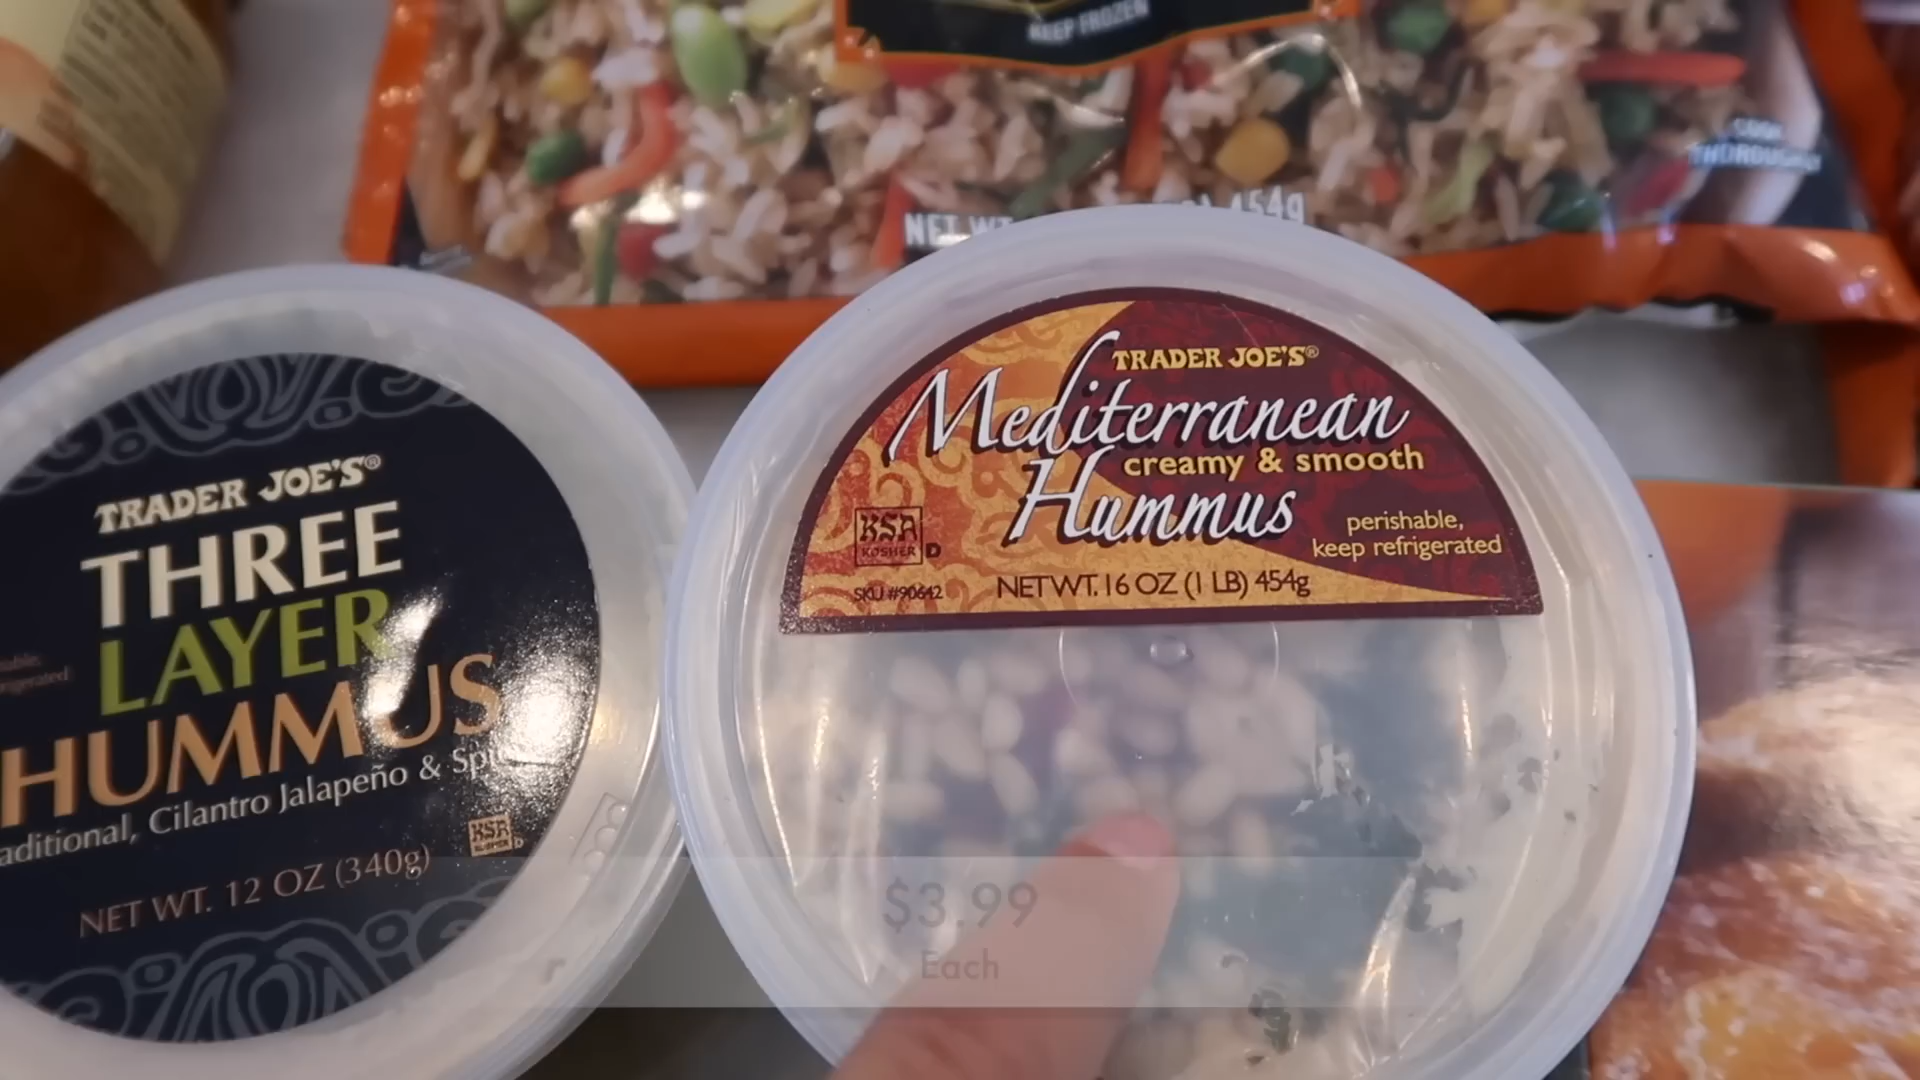 KEEP FROZEN
COOK
THOROUGHLY
NET WT. 454g
TRADER JOE'S®
THREE
LAYER
HUMMUS
Cilantro Jalapeño &
KSA
D
NET WT. 12 OZ (340g)
TRADER JOE'S®
Mediterranean
creamy & smooth
Hummus
perishable,
keep refrigerated
KSA
KOSHER D
SKU #90642
NET WT. 16 OZ (1 LB) 454g
$3.99
Each